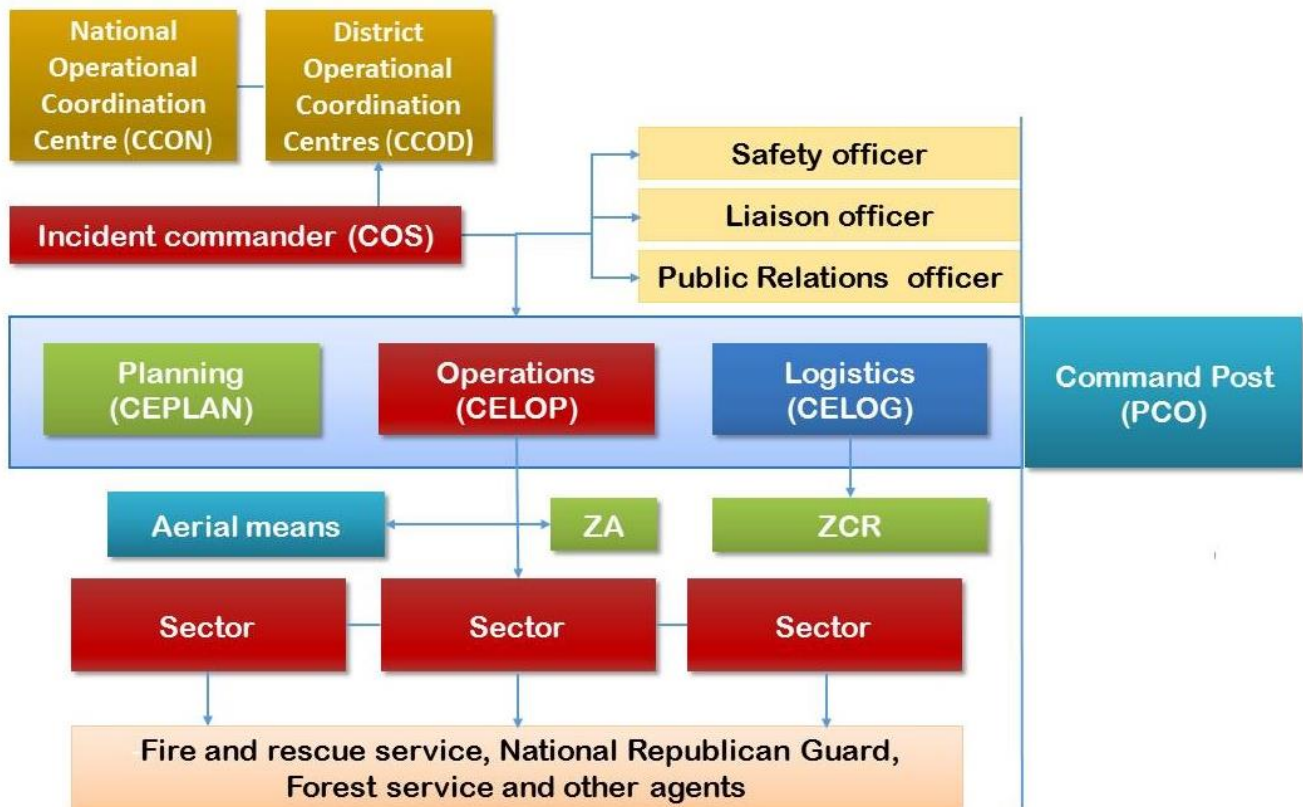 National
Operational
Coordination
Centre (CCON)
District
Operational
Coordination
Centres (CCOD)
Safety officer
Liaison officer
Public Relations officer
Incident commander (COS)
Planning
(CEPLAN)
Operations
(CELOP)
Logistics
(CELOG)
Command Post
(PCO)
Aerial means
ZA
ZCR
Sector
Sector
Sector
Fire and rescue service, National Republican Guard,
Forest service and other agents